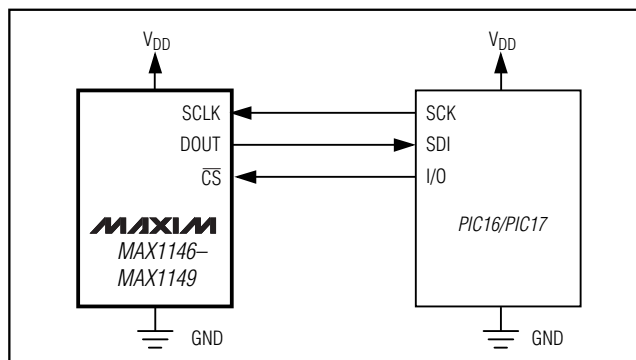 VDD
VDD
SCLK
SCK
DOUT
SDI
CS
I/O
MAXIM
MAX1146–
MAX1149
PIC16/PIC17
GND
GND